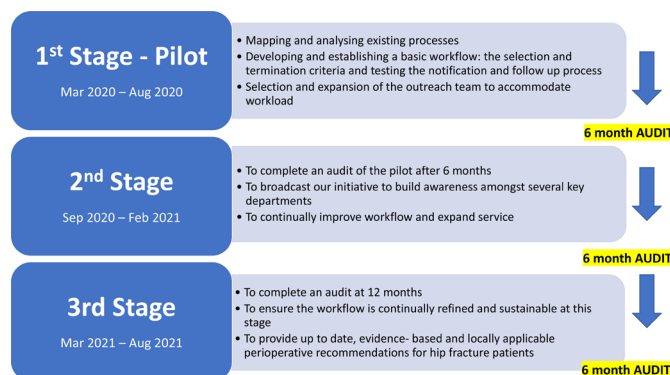 1st Stage - Pilot
Mar 2020 – Aug 2020
• Mapping and analysing existing processes
• Developing and establishing a basic workflow: the selection and
termination criteria and testing the notification and follow up process
• Selection and expansion of the outreach team to accommodate
workload
6 month AUDIT
2nd Stage
Sep 2020 – Feb 2021
• To complete an audit of the pilot after 6 months
• To broadcast our initiative to build awareness amongst several key
departments
• To continually improve workflow and expand service
6 month AUDIT
3rd Stage
Mar 2021 – Aug 2021
• To complete an audit at 12 months
• To ensure the workflow is continually refined and sustainable at this
stage
• To provide up to date, evidence- based and locally applicable
perioperative recommendations for hip fracture patients
6 month AUDIT